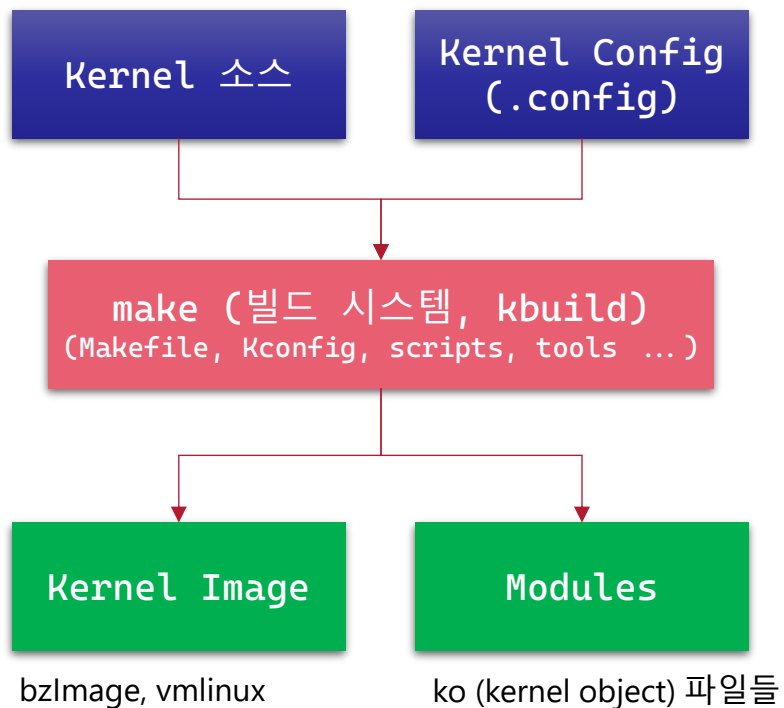 Kernel 소스
Kernel Config
(.config)
make (빌드 시스템, kbuild)
(Makefile, Kconfig, scripts, tools ...)
Kernel Image
Modules
bzImage, vmlinux
ko (kernel object) 파일들